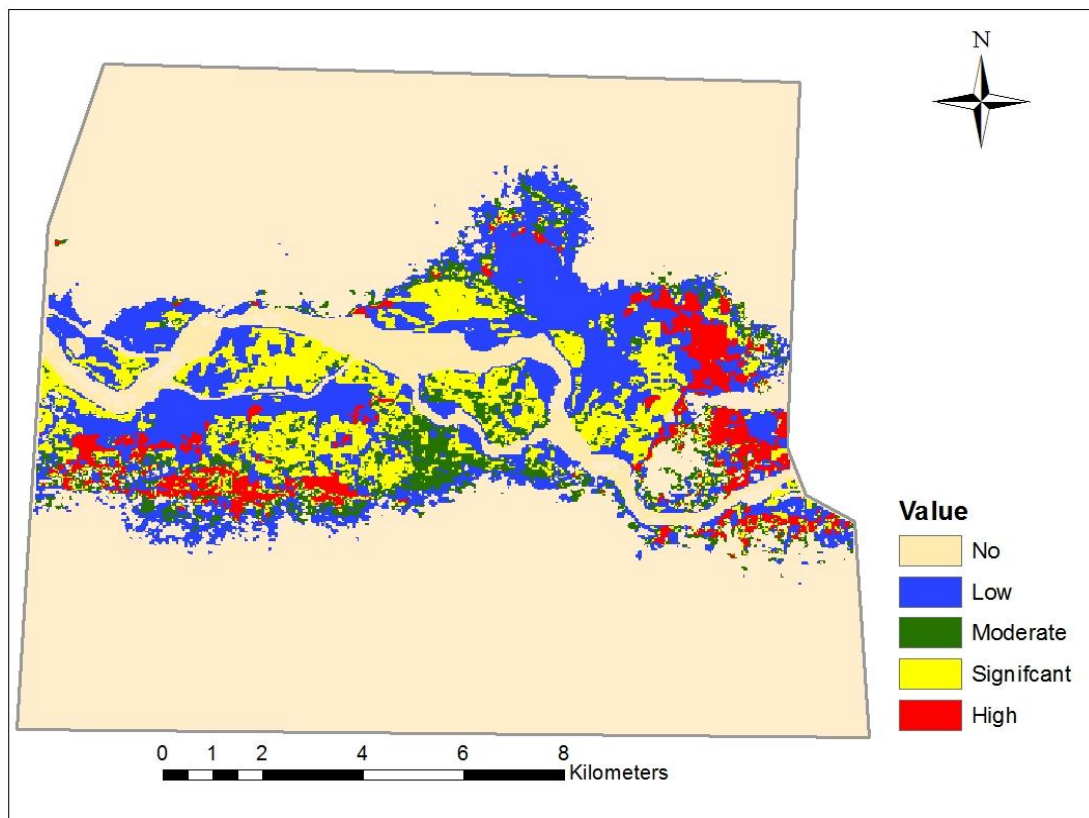 N
Value
No
Low
Moderate
Signifcant
High
0 1 2 4 6 8
Kilometers